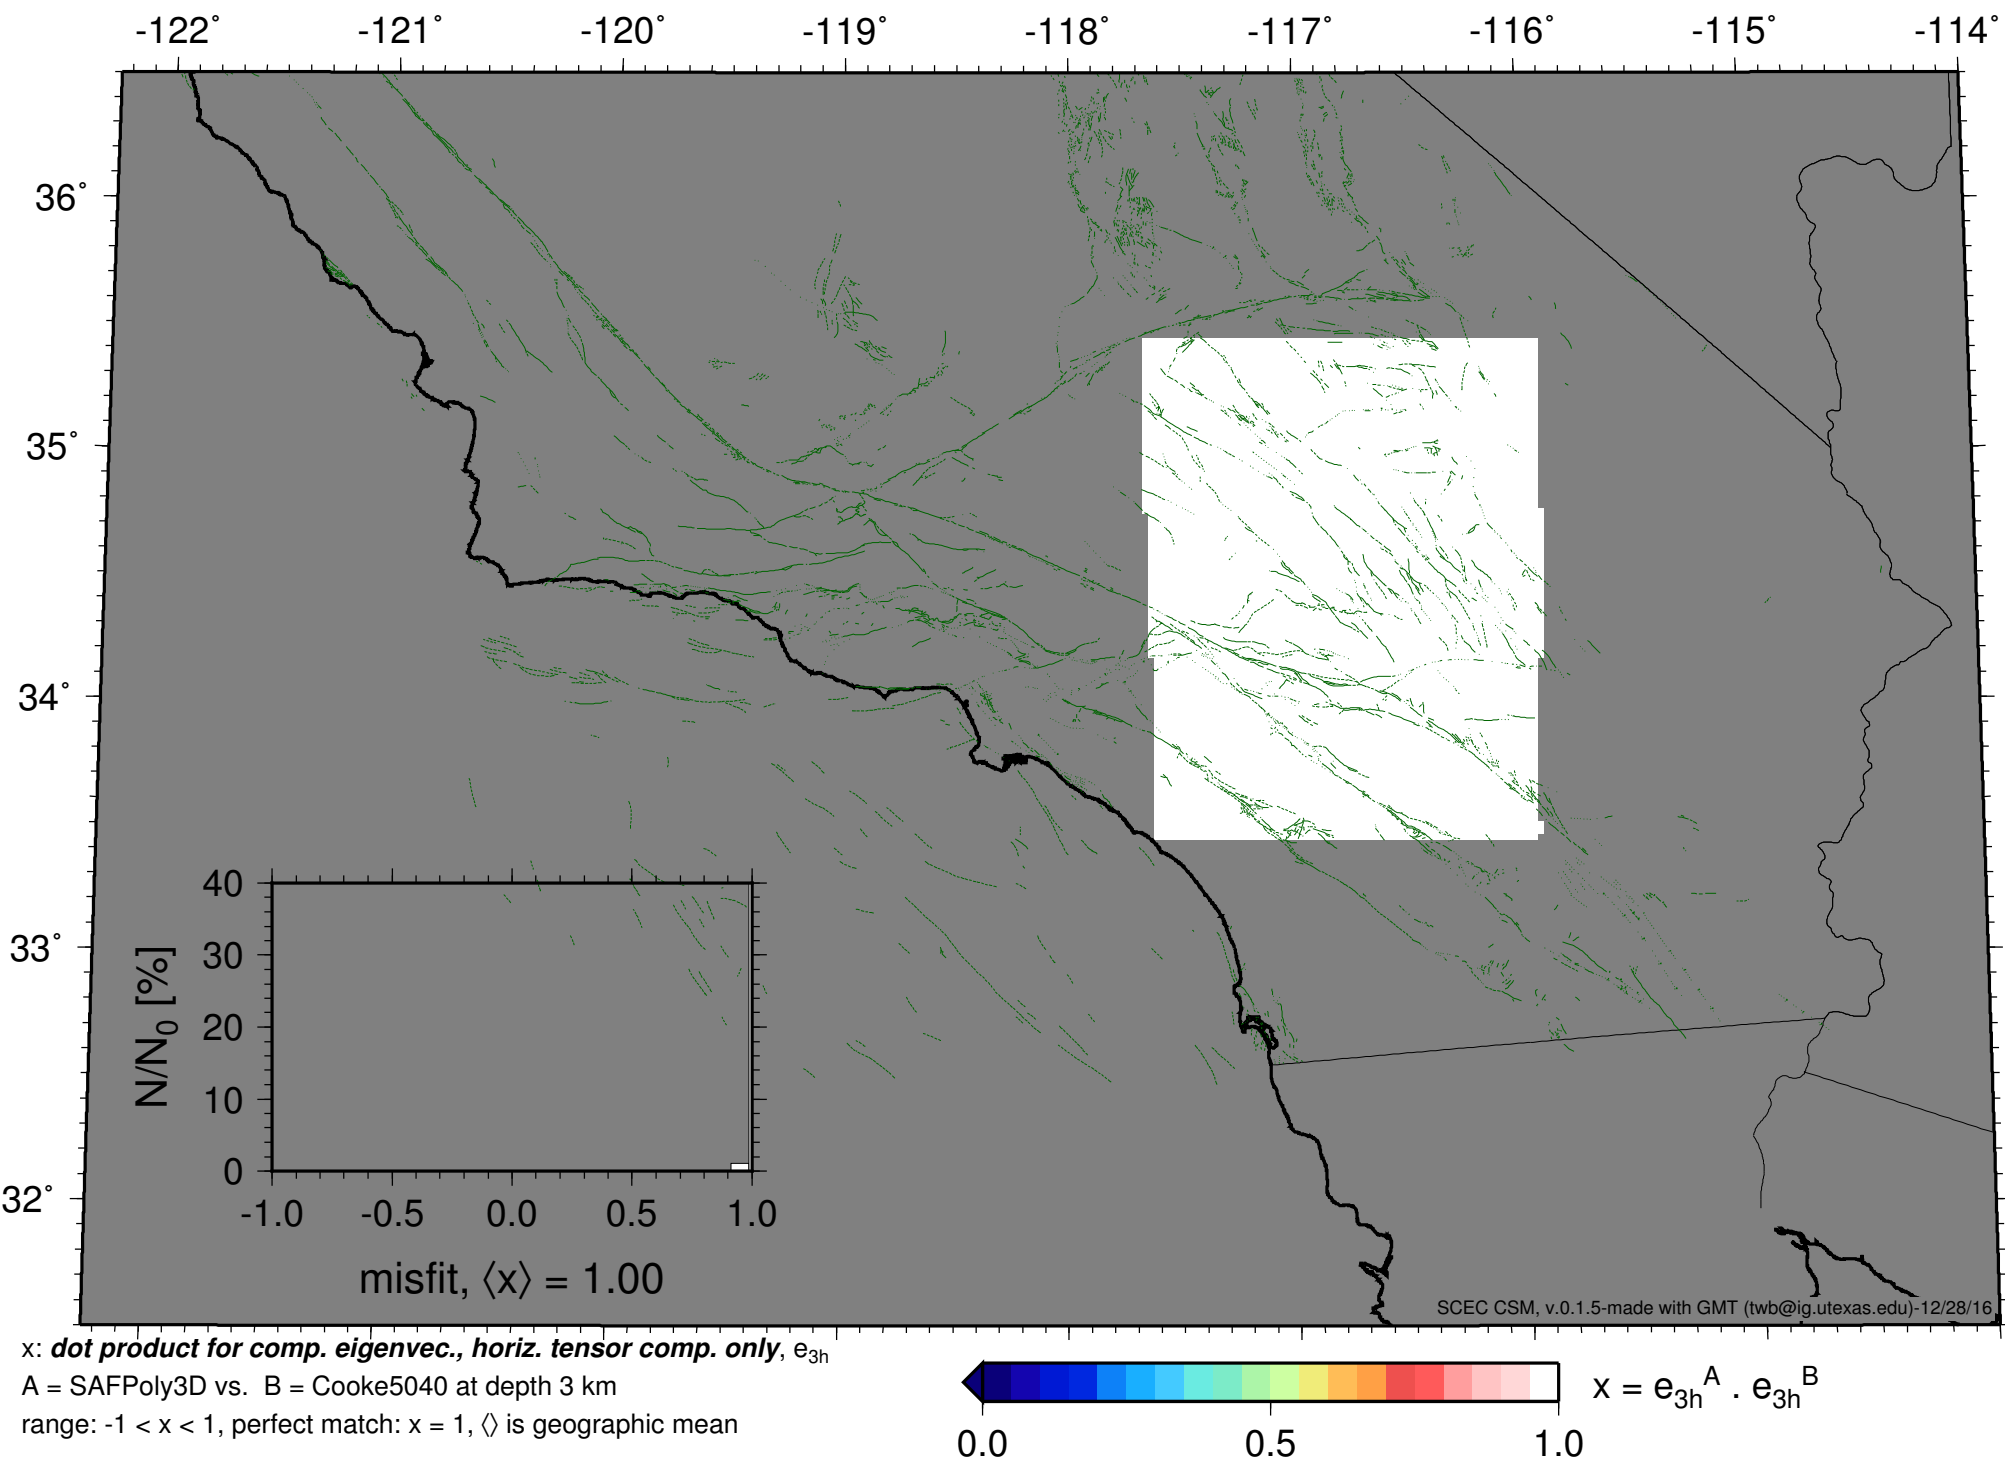 -122˚ -121˚ -120˚ -119˚ -118˚ -117˚ -116˚ -115˚ -114˚
36˚
35˚
34˚
33˚
32˚
40
30
20
10
0
N/N0 [%]
-1.0 -0.5 0.0 0.5 1.0
misfit, ⟨x⟩ = 1.00
SCEC CSM, v.0.1.5-made with GMT (twb@ig.utexas.edu)-12/28/16
x: dot product for comp. eigenvec., horiz. tensor comp. only, e3h
A = SAFPoly3D vs. B = Cooke5040 at depth 3 km
range: -1 < x < 1, perfect match: x = 1, ⟨⟩ is geographic mean
0.0 0.5 1.0
x = e3h^A . e3h^B